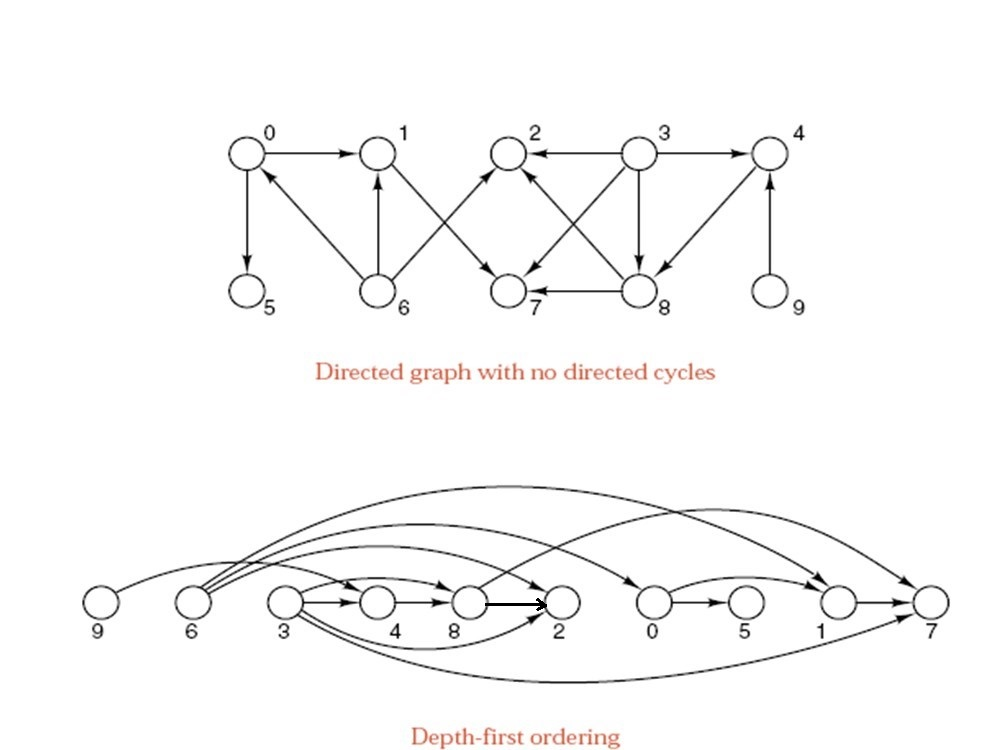 0 1 2 3 4
5 6 7 8 9
Directed graph with no directed cycles
9 6 3 4 8 2 0 5 1 7
Depth-first ordering